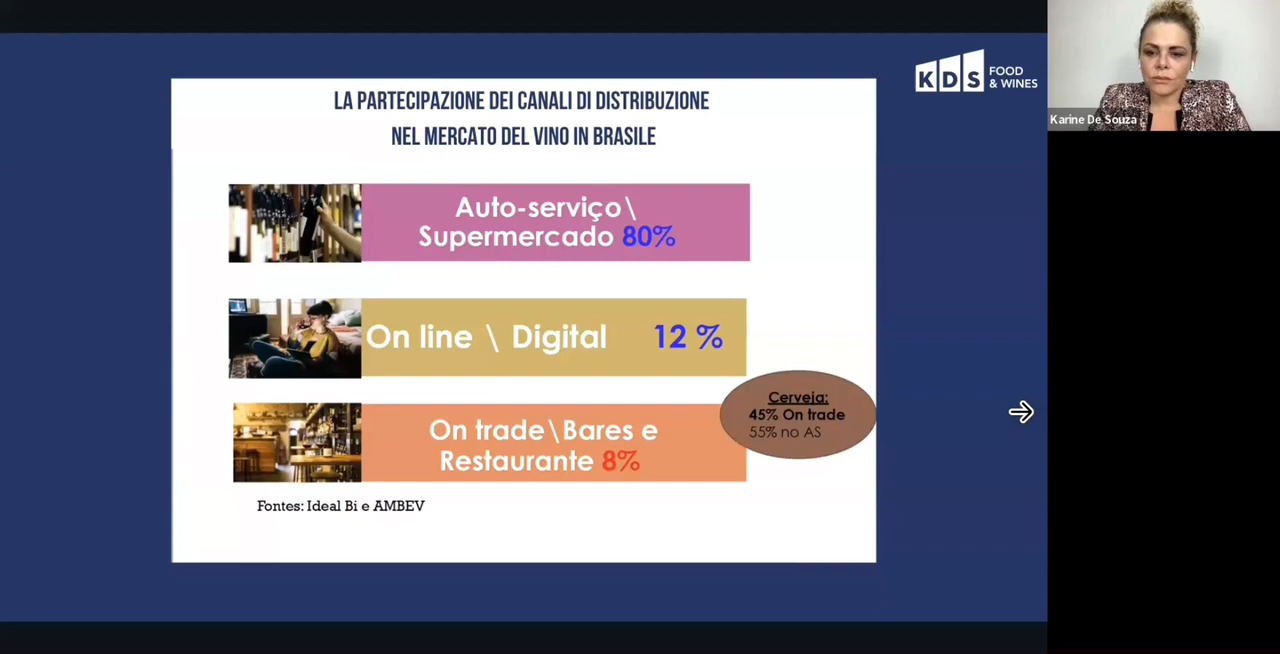 KDS FOOD
& WINES
Karine De Souza
LA PARTECIPAZIONE DEI CANALI DI DISTRIBUZIONE
NEL MERCATO DEL VINO IN BRASILE
Auto-serviço\
Supermercado 80%
On line \ Digital 12 %
Cerveja:
45% On trade
55% no AS
On trade\Bares e
Restaurante 8%
Fontes: Ideal Bi e AMBEV